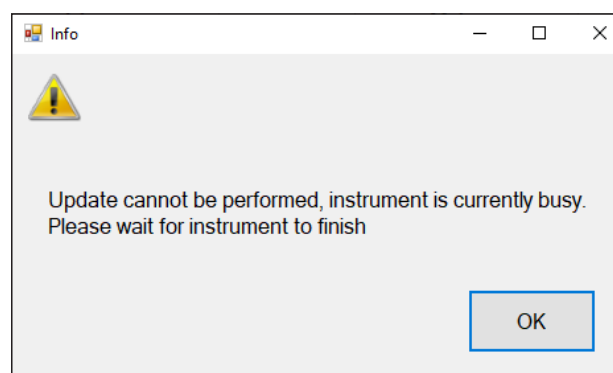 Info
Update cannot be performed, instrument is currently busy.
Please wait for instrument to finish
OK